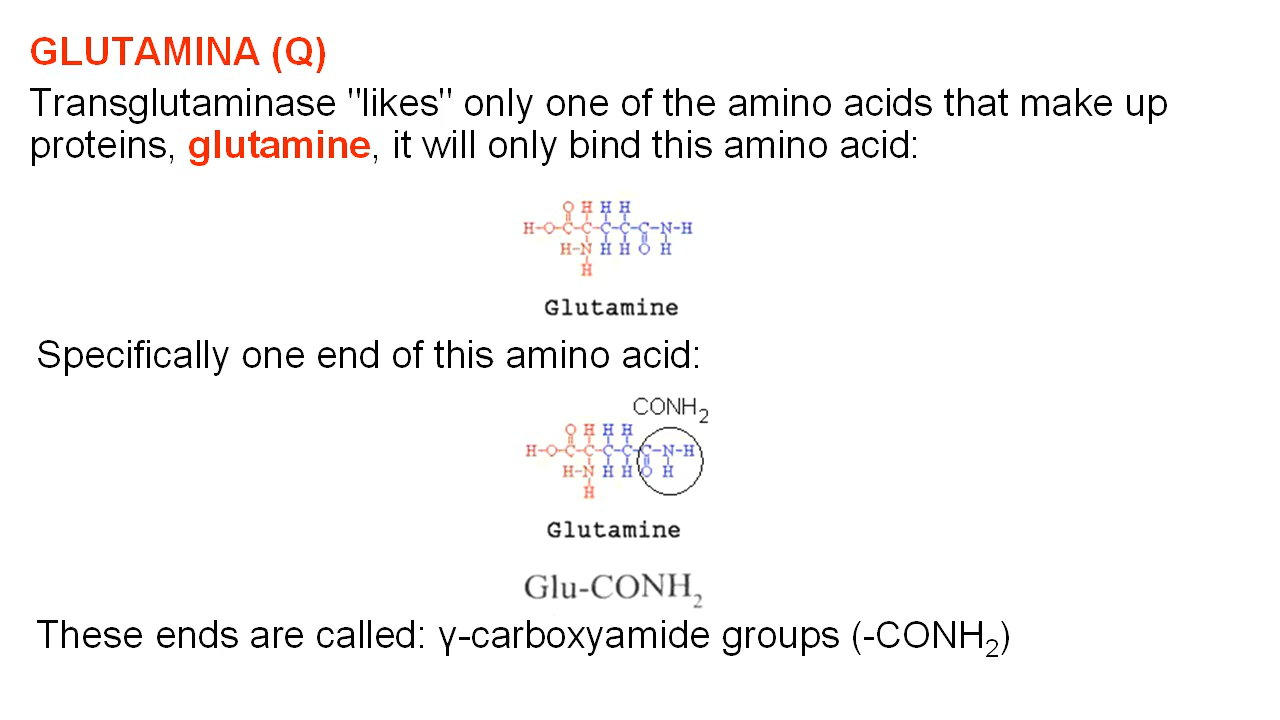 GLUTAMINA (Q)
Transglutaminase "likes" only one of the amino acids that make up
proteins, glutamine, it will only bind this amino acid:
O H H H
H-O-C-C-C-C-C-N-H
H-N H H O H
H
Glutamine
Specifically one end of this amino acid:
CONH₂
O H H H
H-O-C-C-C-C-C-N-H
H-N H H O H
H
Glutamine
Glu-CONH₂
These ends are called: γ-carboxyamide groups (-CONH₂)